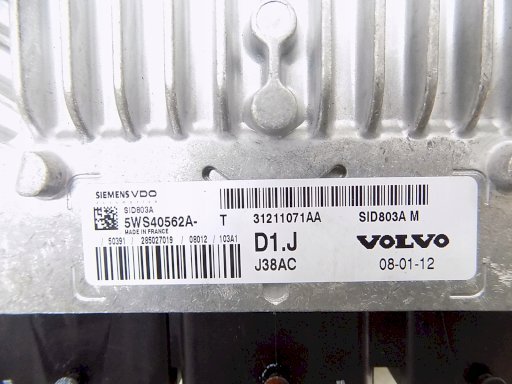 SIEMENS VDO
SID803A
5WS40562A- T
MADE IN FRANCE
/ 50391 / 285027019 / 08012 / 103A1
31211071AA SID803A M
D1.J VOLVO
J38AC 08-01-12